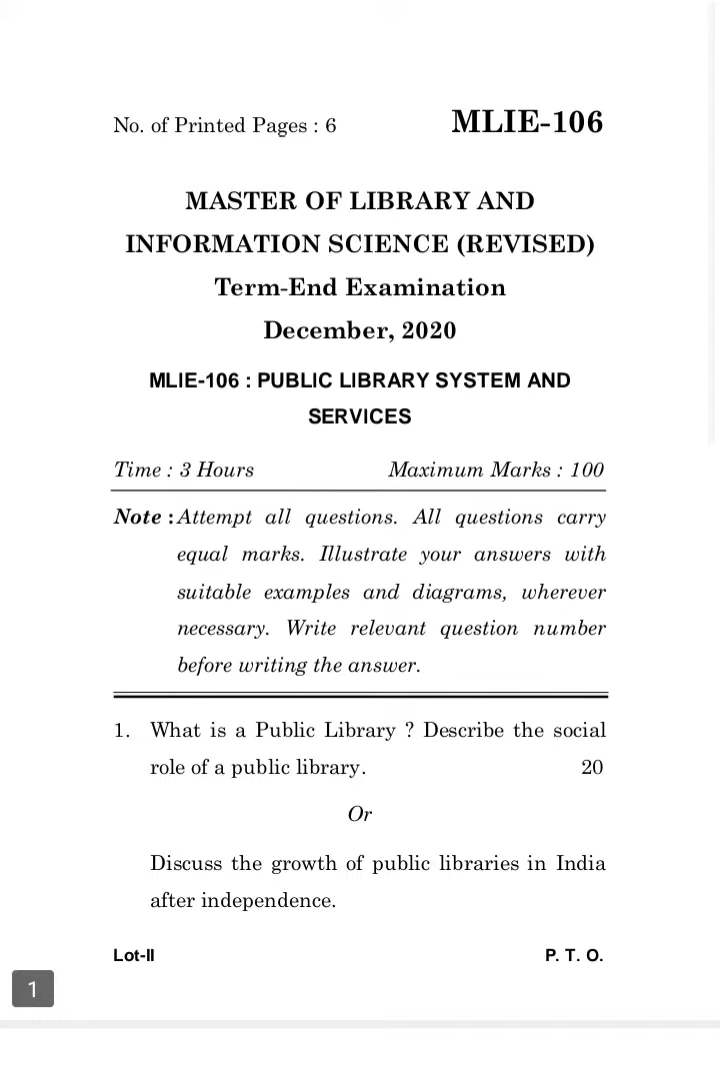 No. of Printed Pages : 6 MLIE-106
MASTER OF LIBRARY AND
INFORMATION SCIENCE (REVISED)
Term-End Examination
December, 2020
MLIE-106 : PUBLIC LIBRARY SYSTEM AND
SERVICES
Time : 3 Hours Maximum Marks : 100
Note : Attempt all questions. All questions carry
equal marks. Illustrate your answers with
suitable examples and diagrams, wherever
necessary. Write relevant question number
before writing the answer.
1. What is a Public Library ? Describe the social
role of a public library. 20
Or
Discuss the growth of public libraries in India
after independence.
Lot-II P. T. O.
1